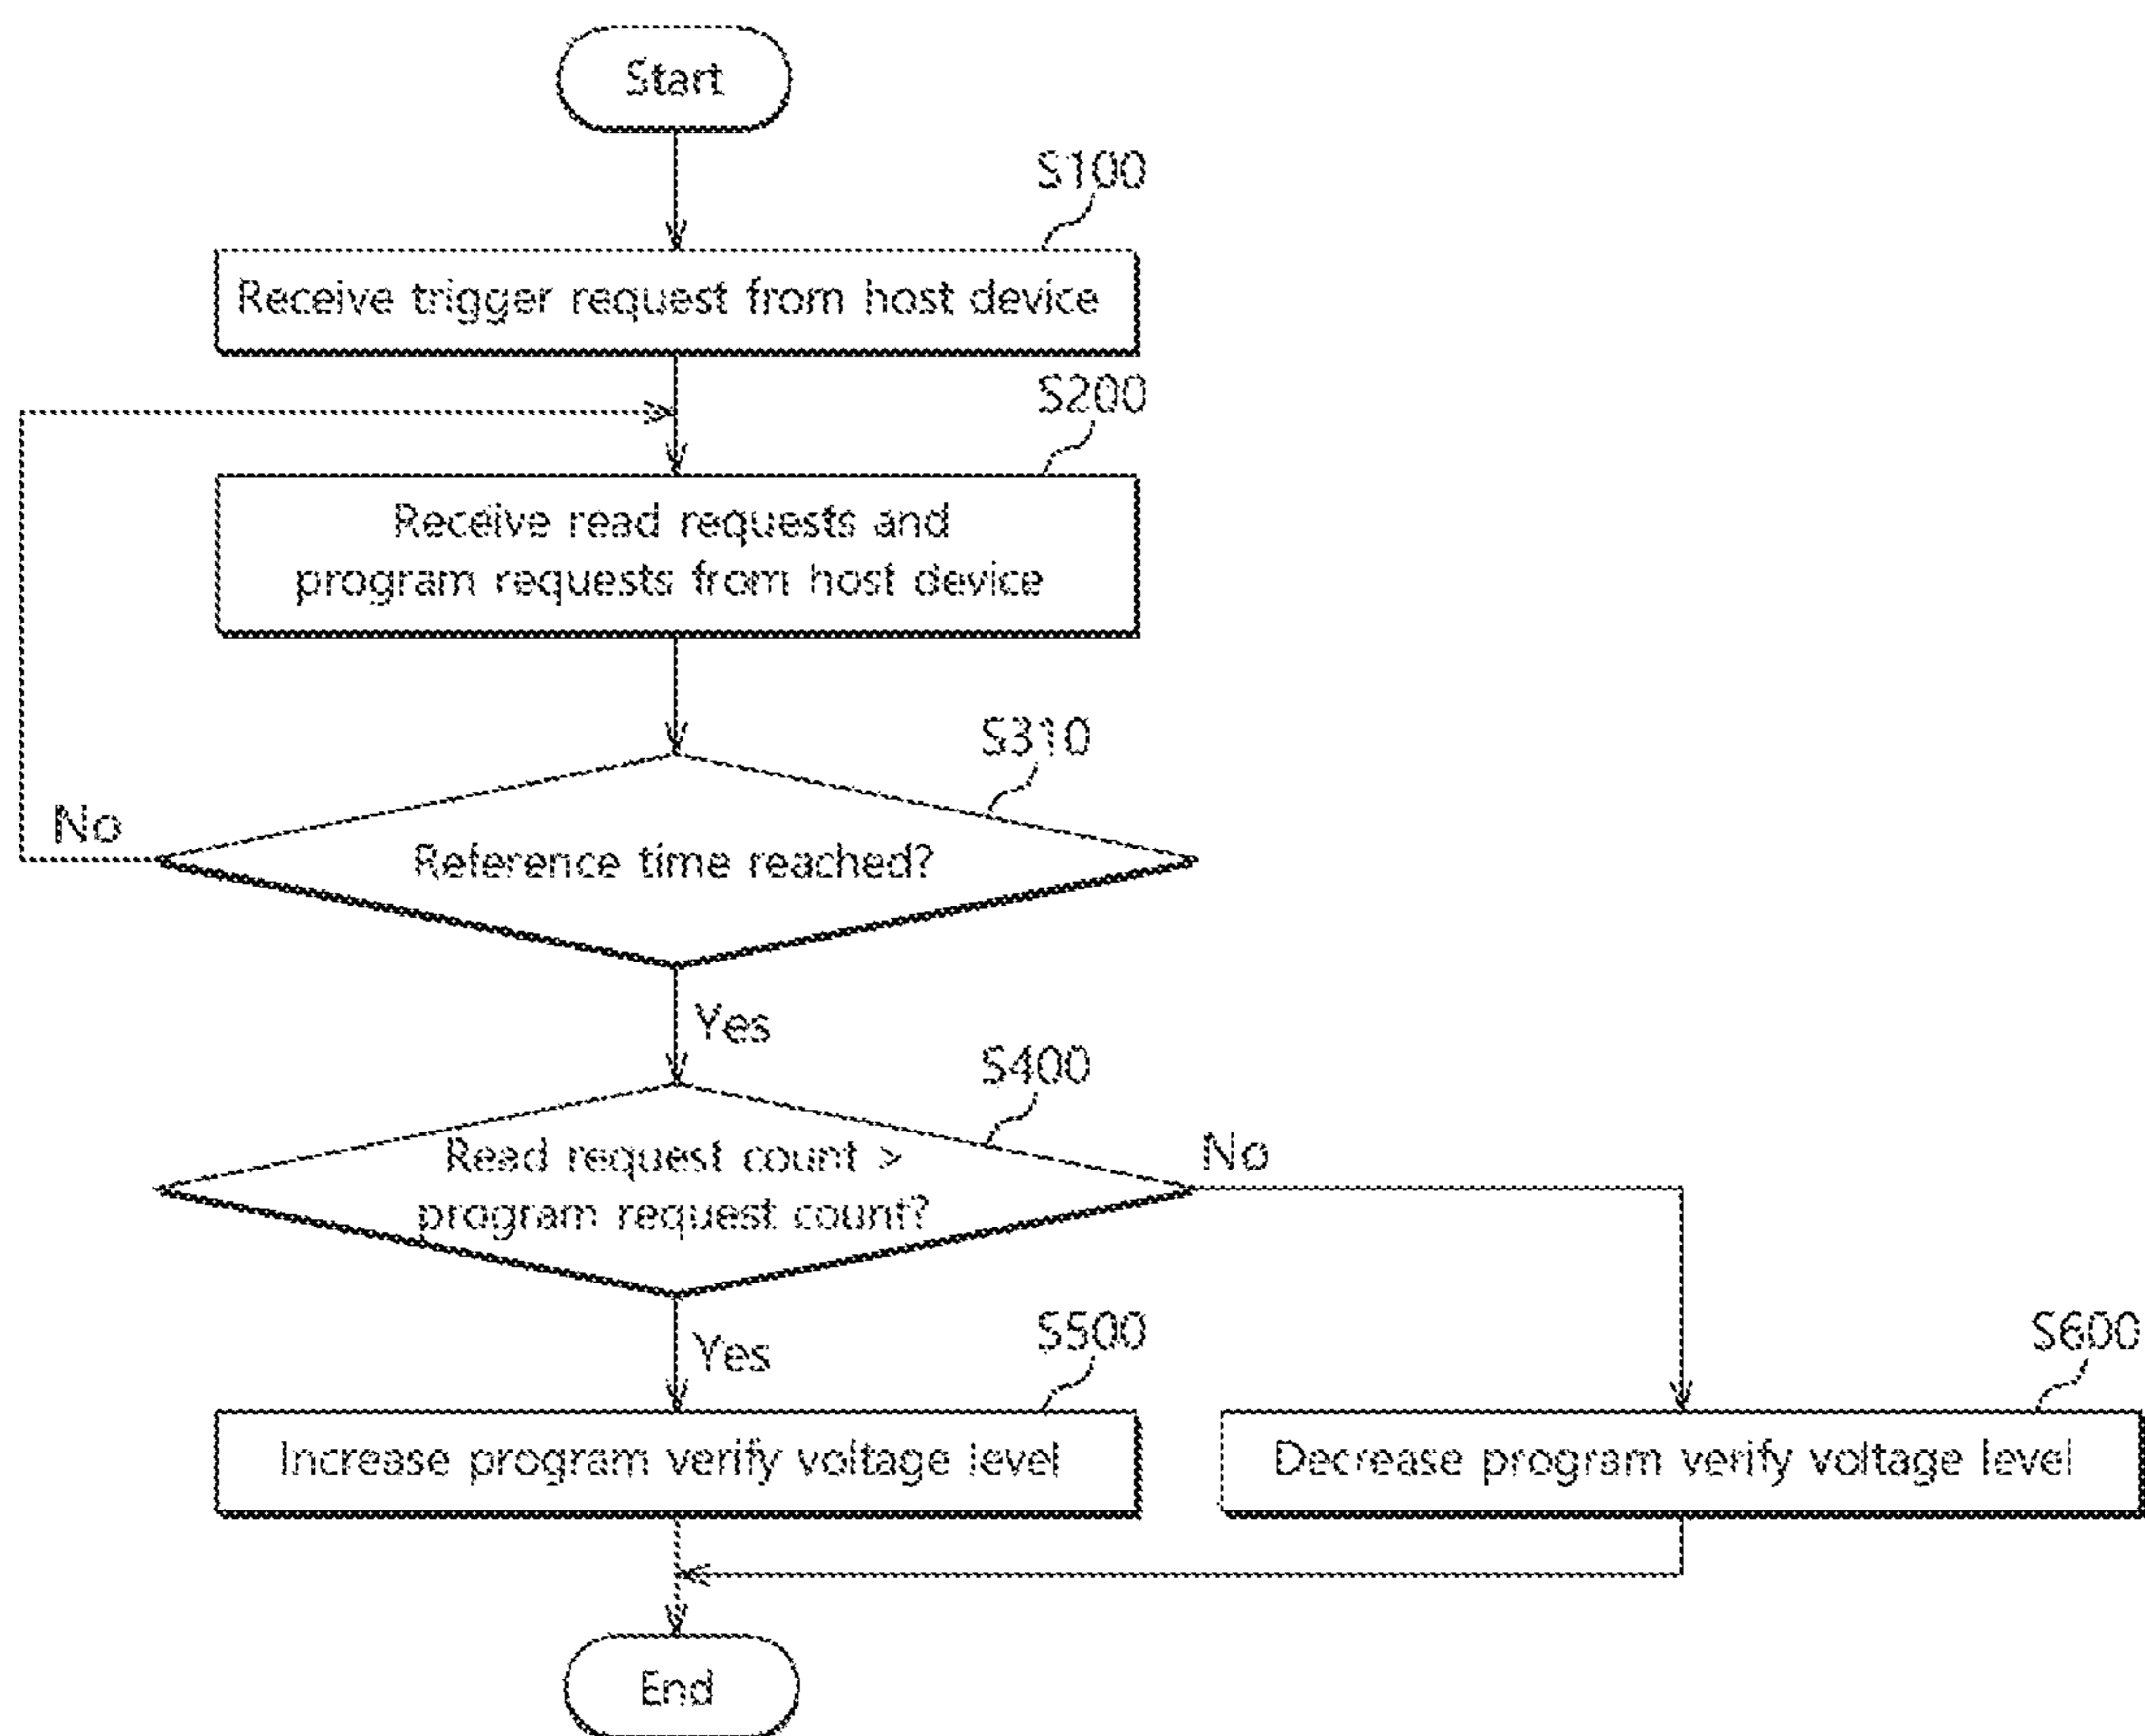 Start
S100
Receive trigger request from host device
S200
Receive read requests and
program requests from host device
S310
No
Reference time reached?
Yes
S400
Read request count >
program request count?
No
Yes
S500
S600
Increase program verify voltage level
Decrease program verify voltage level
End